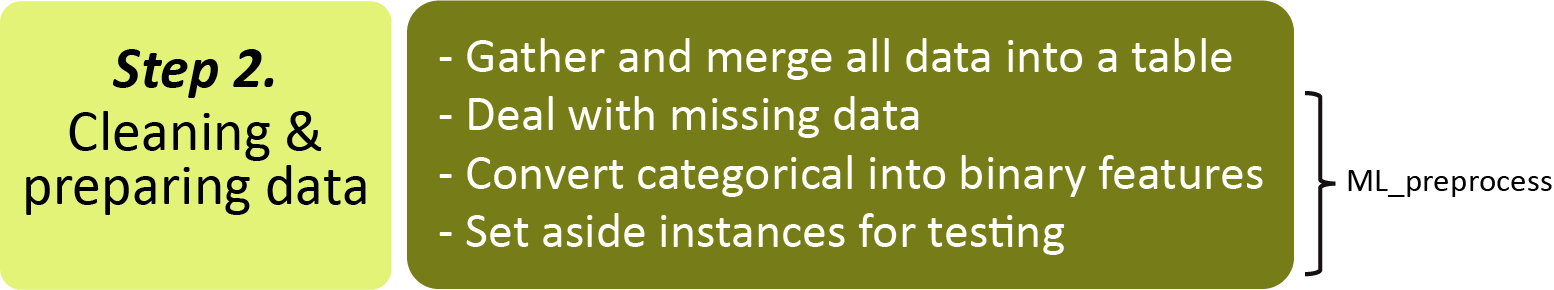 Step 2.
Cleaning &
preparing data
- Gather and merge all data into a table
- Deal with missing data
- Convert categorical into binary features
- Set aside instances for testing
ML_preprocess